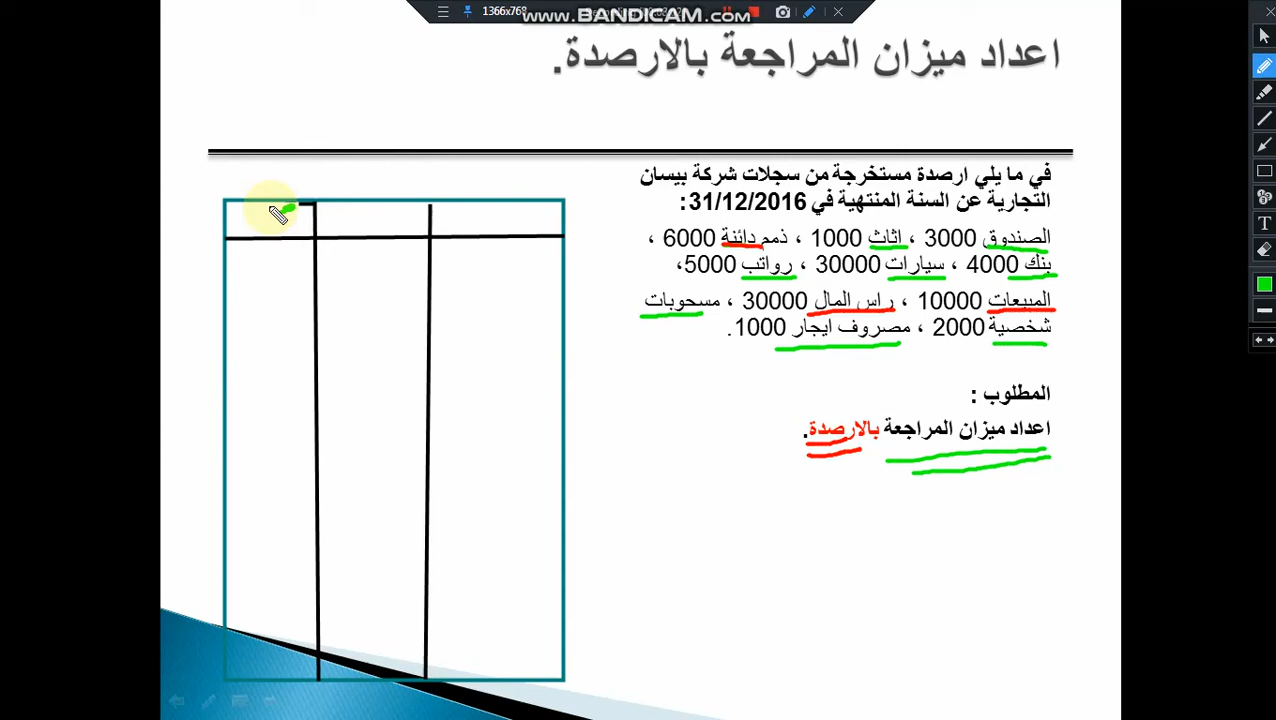 1366x768
www.BANDICAM.com
اعداد ميزان المراجعة بالارصدة.
في ما يلي ارصدة مستخرجة من سجلات شركة بيسان
التجارية عن السنة المنتهية في 31/12/2016:
الصندوق 3000 ، اثاث 1000 ، ذمم دائنة 6000 ،
بنك 4000 ، سيارات 30000 ، رواتب 5000،
المبيعات 10000 ، راس المال 30000 ، مسحوبات
شخصية 2000 ، مصروف ايجار 1000.
المطلوب :
اعداد ميزان المراجعة بالارصدة.